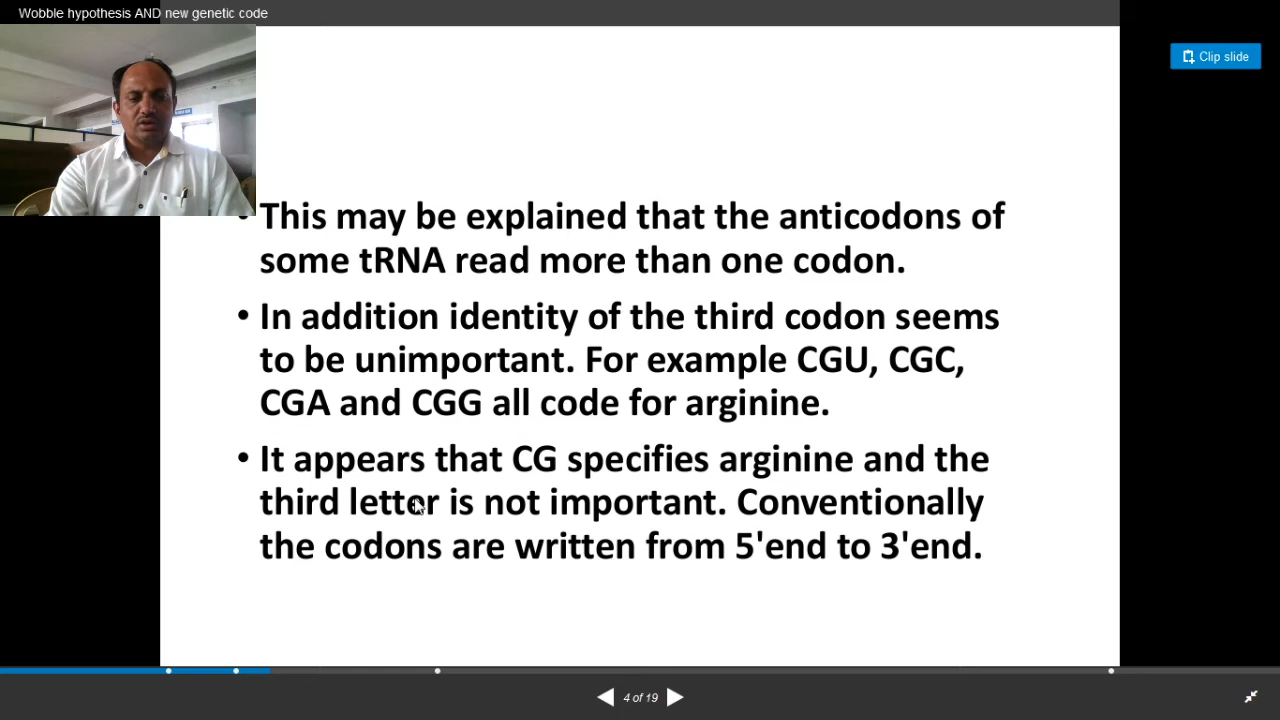 Wobble hypothesis AND new genetic code
Clip slide
• This may be explained that the anticodons of
some tRNA read more than one codon.
• In addition identity of the third codon seems
to be unimportant. For example CGU, CGC,
CGA and CGG all code for arginine.
• It appears that CG specifies arginine and the
third letter is not important. Conventionally
the codons are written from 5'end to 3'end.
4 of 19